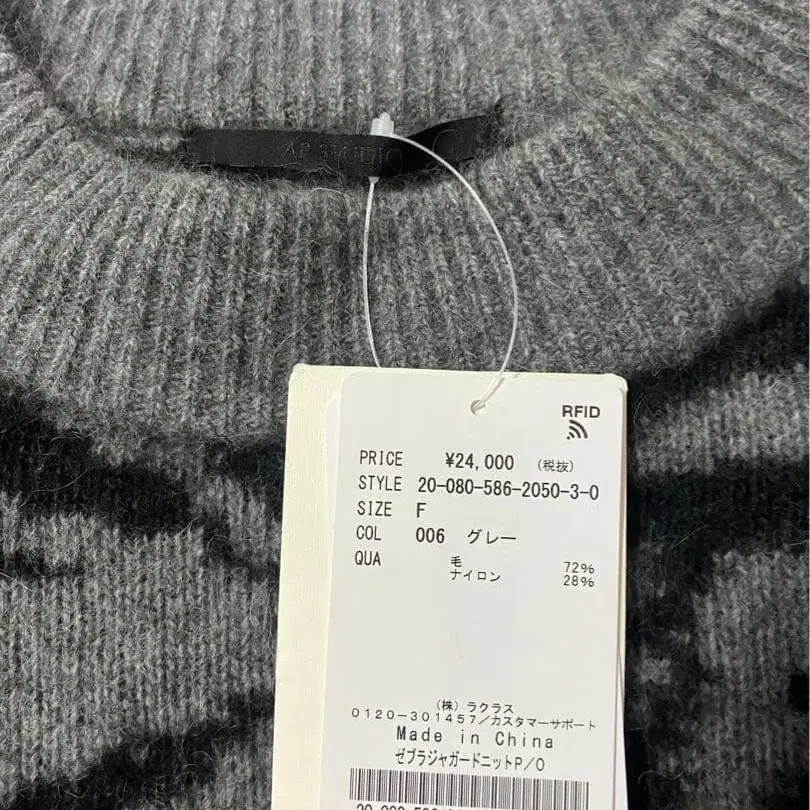 AP STUDIO
RFID
PRICE ¥24,000 (税抜)
STYLE 20-080-586-2050-3-0
SIZE F
COL 006 グレー
QUA 毛 72%
ナイロン 28%
(株) ラクラス
0120-301457/カスタマーサポート
Made in China
ゼブラジャガードニットP/O